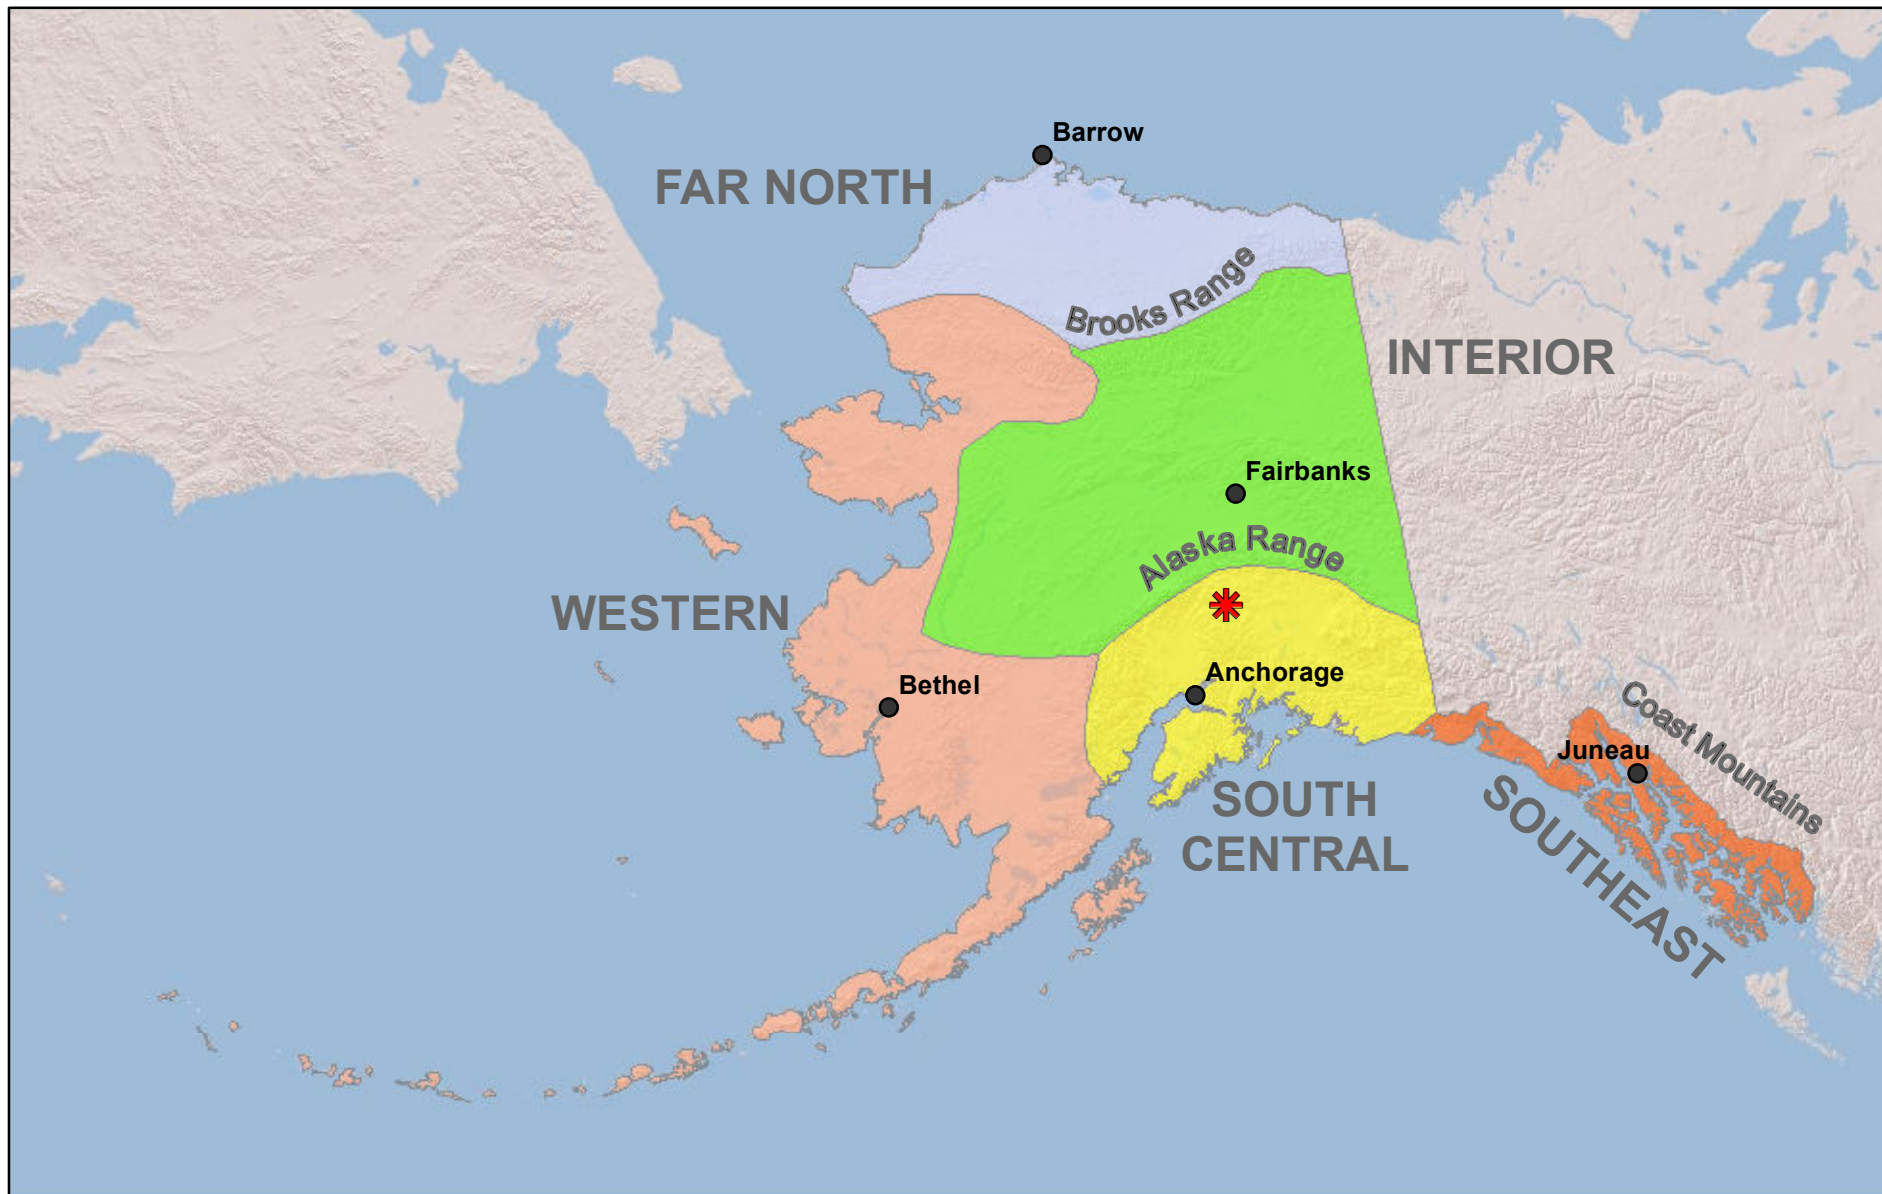 Barrow
FAR NORTH
Brooks Range
INTERIOR
Fairbanks
Alaska Range
WESTERN
Anchorage
Bethel
Coast Mountains
Juneau
SOUTH
CENTRAL
SOUTHEAST